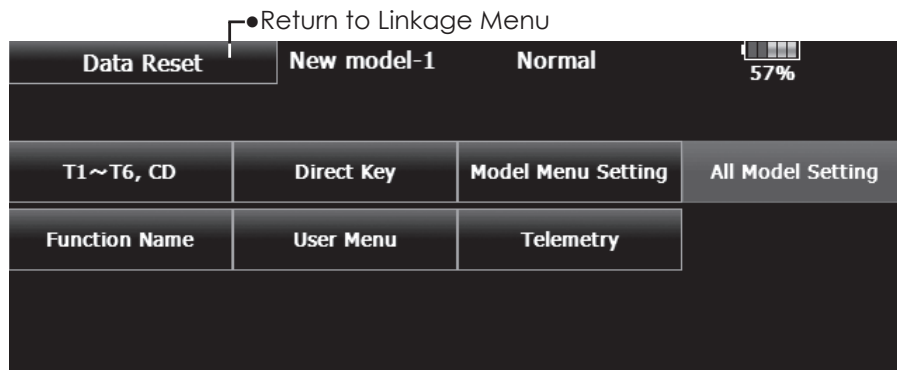 Return to Linkage Menu
Data Reset New model-1 Normal 57%
T1~T6, CD Direct Key Model Menu Setting All Model Setting
Function Name User Menu Telemetry